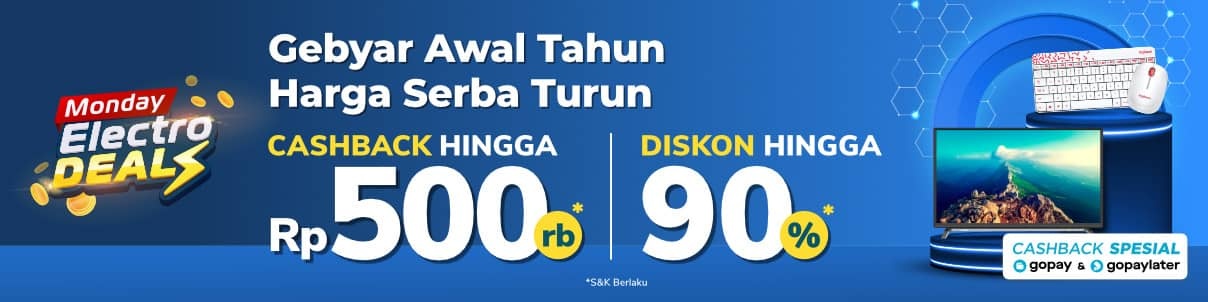 Monday
Electro
DEALS
Gebyar Awal Tahun
Harga Serba Turun
CASHBACK HINGGA
Rp500rb*
DISKON HINGGA
90%*
*S&K Berlaku
CASHBACK SPESIAL
gopay & gopaylater